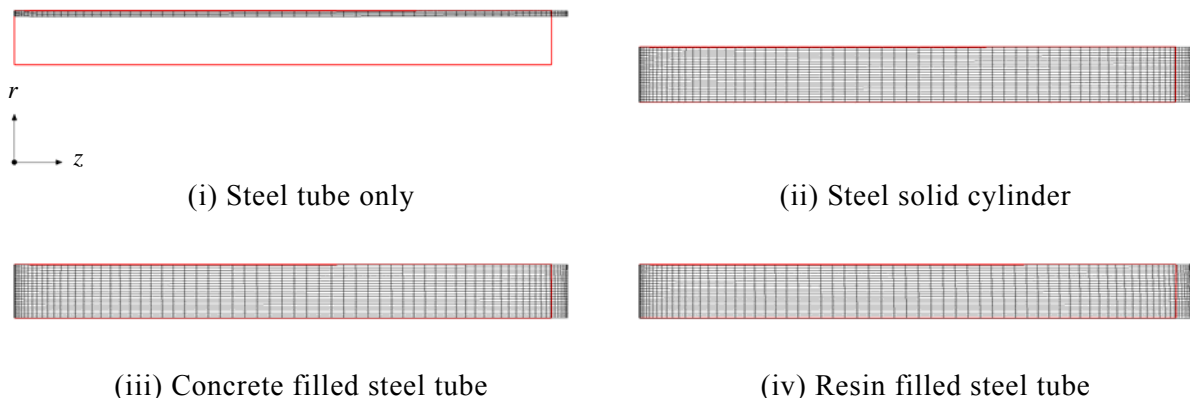 r
z
(i) Steel tube only
(ii) Steel solid cylinder
(iii) Concrete filled steel tube
(iv) Resin filled steel tube